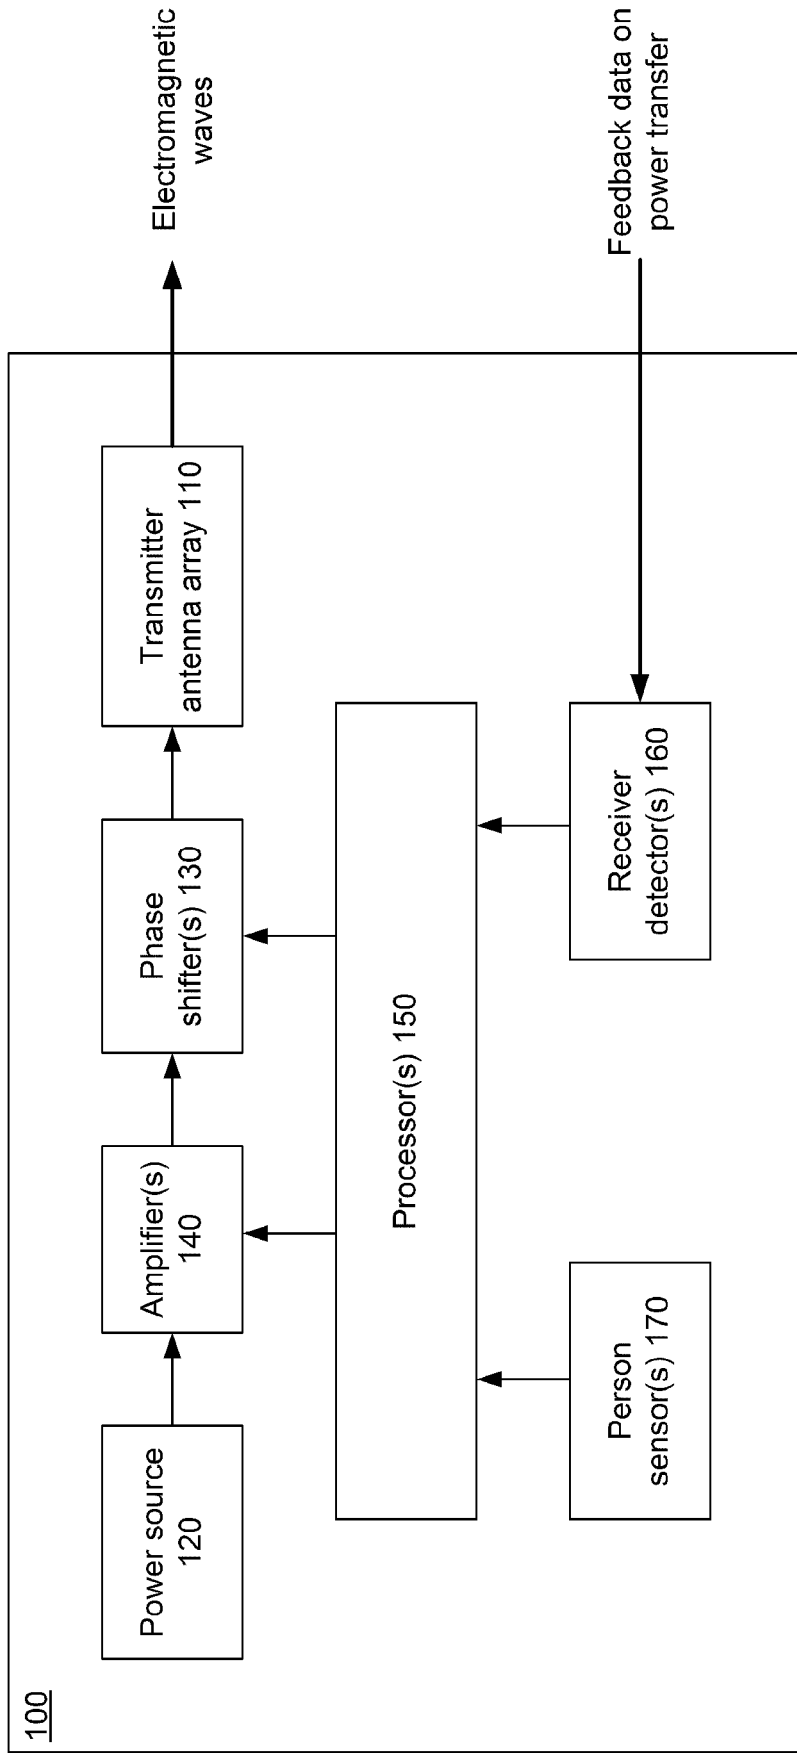 100
Power source
120
Amplifier(s)
140
Phase
shifter(s) 130
Transmitter
antenna array 110
Electromagnetic
waves
Processor(s) 150
Person
sensor(s) 170
Receiver
detector(s) 160
Feedback data on
power transfer